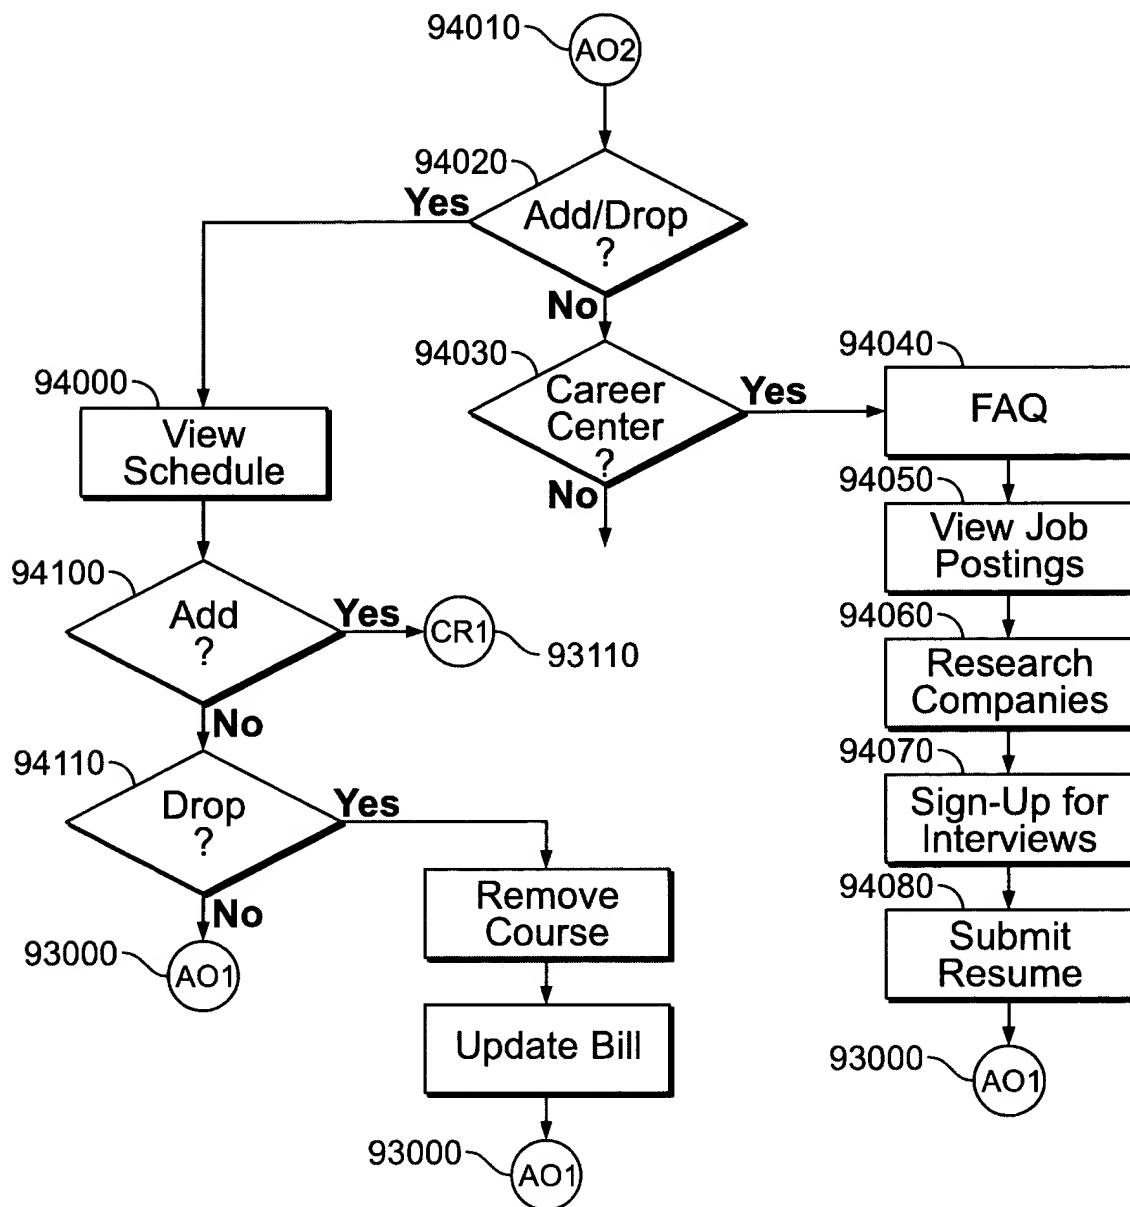 94010
AO2
94020
Yes
Add/Drop
?
No
94030
Career
Center
?
Yes
No
94040
FAQ
94000
View
Schedule
94050
View Job
Postings
94100
Add
?
Yes
CR1
93110
No
94060
Research
Companies
94110
Drop
?
Yes
No
94070
Sign-Up for
Interviews
Remove
Course
94080
Submit
Resume
93000
AO1
Update Bill
93000
AO1
93000
AO1